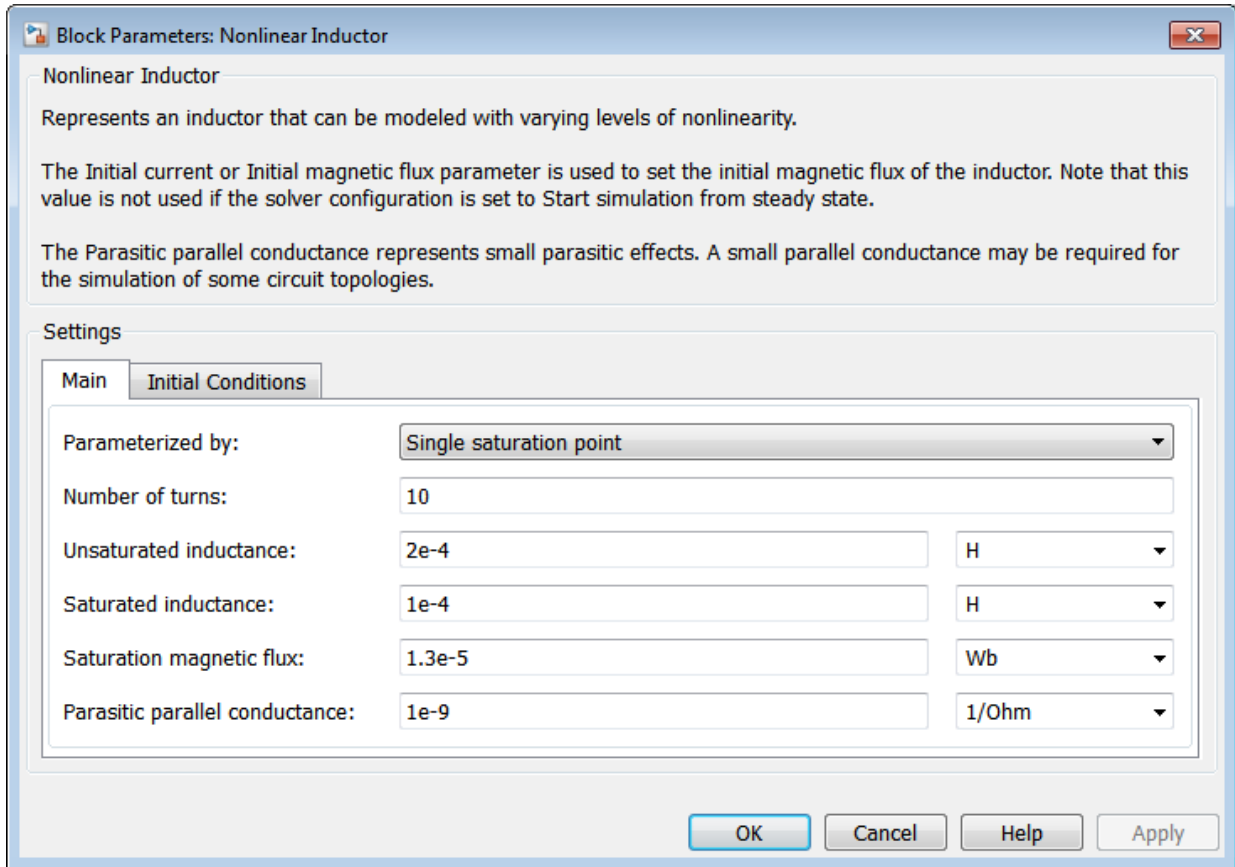 Block Parameters: Nonlinear Inductor
Nonlinear Inductor
Represents an inductor that can be modeled with varying levels of nonlinearity.
The Initial current or Initial magnetic flux parameter is used to set the initial magnetic flux of the inductor. Note that this
value is not used if the solver configuration is set to Start simulation from steady state.
The Parasitic parallel conductance represents small parasitic effects. A small parallel conductance may be required for
the simulation of some circuit topologies.
Settings
Main Initial Conditions
Parameterized by: Single saturation point
Number of turns: 10
Unsaturated inductance: 2e-4 H
Saturated inductance: 1e-4 H
Saturation magnetic flux: 1.3e-5 Wb
Parasitic parallel conductance: 1e-9 1/Ohm
OK Cancel Help Apply